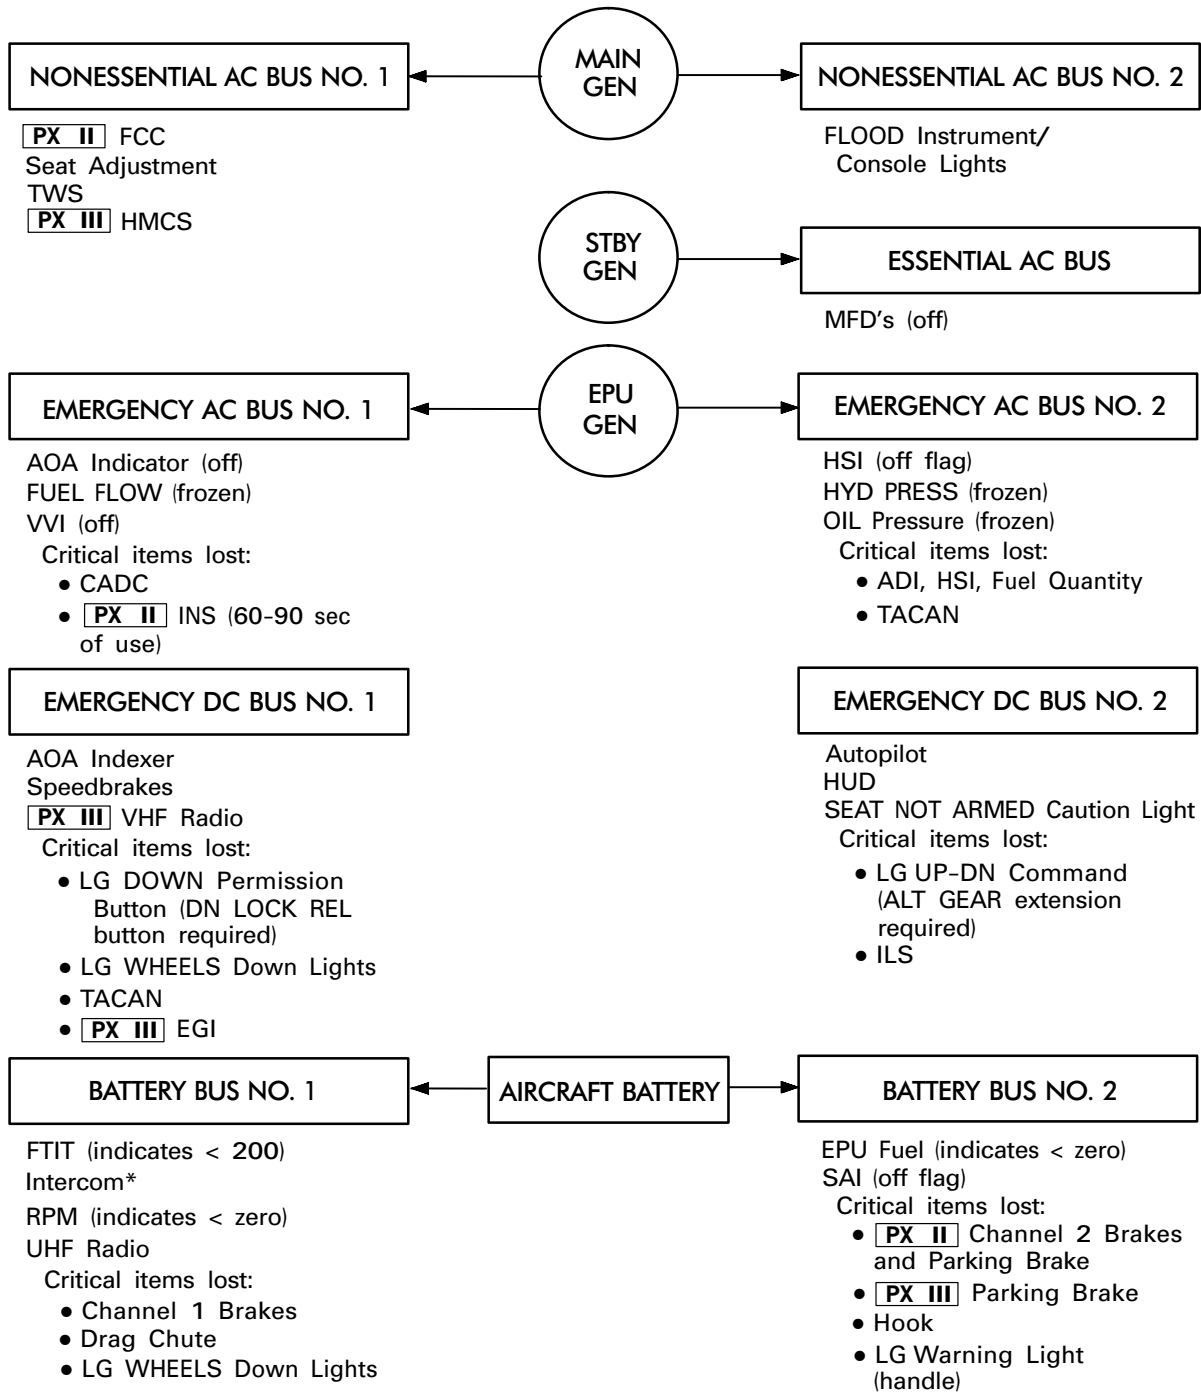 MAIN
GEN
NONESSENTIAL AC BUS NO. 1
PX II FCC
Seat Adjustment
TWS
PX III HMCS
NONESSENTIAL AC BUS NO. 2
FLOOD Instrument/
Console Lights
STBY
GEN
ESSENTIAL AC BUS
MFD's (off)
EPU
GEN
EMERGENCY AC BUS NO. 1
AOA Indicator (off)
FUEL FLOW (frozen)
VVI (off)
Critical items lost:
• CADC
• PX II INS (60-90 sec
of use)
EMERGENCY AC BUS NO. 2
HSI (off flag)
HYD PRESS (frozen)
OIL Pressure (frozen)
Critical items lost:
• ADI, HSI, Fuel Quantity
• TACAN
EMERGENCY DC BUS NO. 1
AOA Indexer
Speedbrakes
PX III VHF Radio
Critical items lost:
• LG DOWN Permission
Button (DN LOCK REL
button required)
• LG WHEELS Down Lights
• TACAN
• PX III EGI
EMERGENCY DC BUS NO. 2
Autopilot
HUD
SEAT NOT ARMED Caution Light
Critical items lost:
• LG UP-DN Command
(ALT GEAR extension
required)
• ILS
AIRCRAFT BATTERY
BATTERY BUS NO. 1
FTIT (indicates < 200)
Intercom*
RPM (indicates < zero)
UHF Radio
Critical items lost:
• Channel 1 Brakes
• Drag Chute
• LG WHEELS Down Lights
BATTERY BUS NO. 2
EPU Fuel (indicates < zero)
SAI (off flag)
Critical items lost:
• PX II Channel 2 Brakes
and Parking Brake
• PX III Parking Brake
• Hook
• LG Warning Light
(handle)